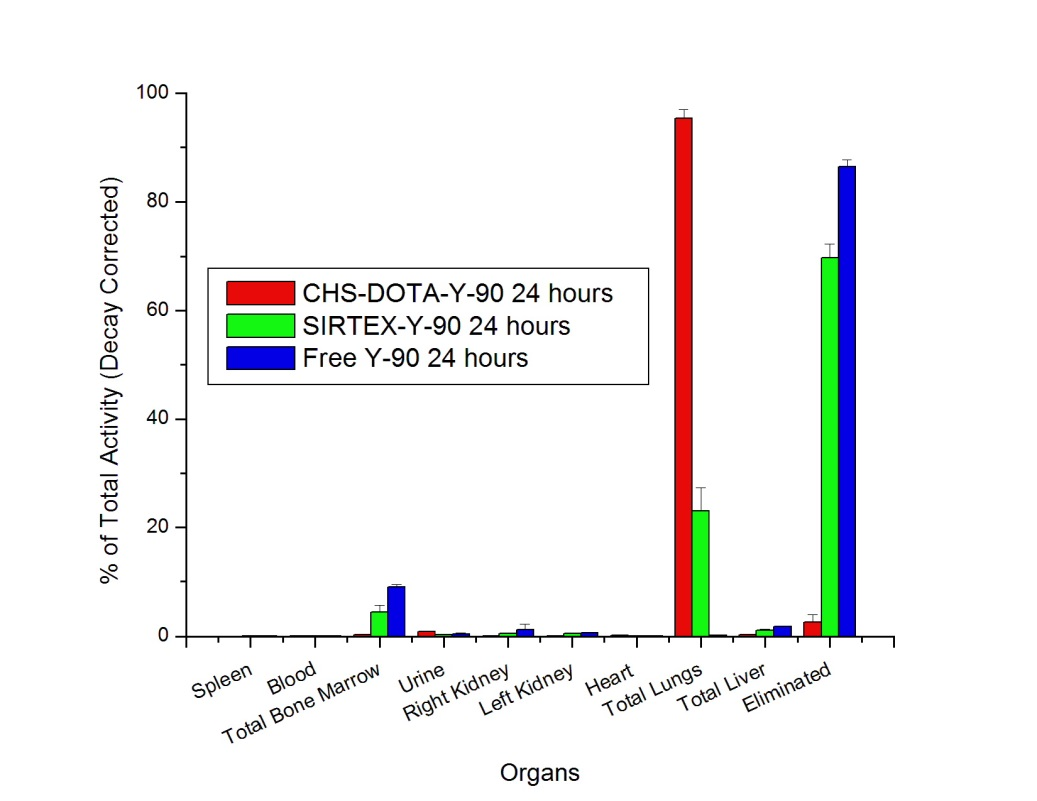 % of Total Activity (Decay Corrected)
100
80
60
40
20
0
CHS-DOTA-Y-90 24 hours
SIRTEX-Y-90 24 hours
Free Y-90 24 hours
Spleen
Blood
Total Bone Marrow
Urine
Right Kidney
Left Kidney
Heart
Total Lungs
Total Liver
Eliminated
Organs